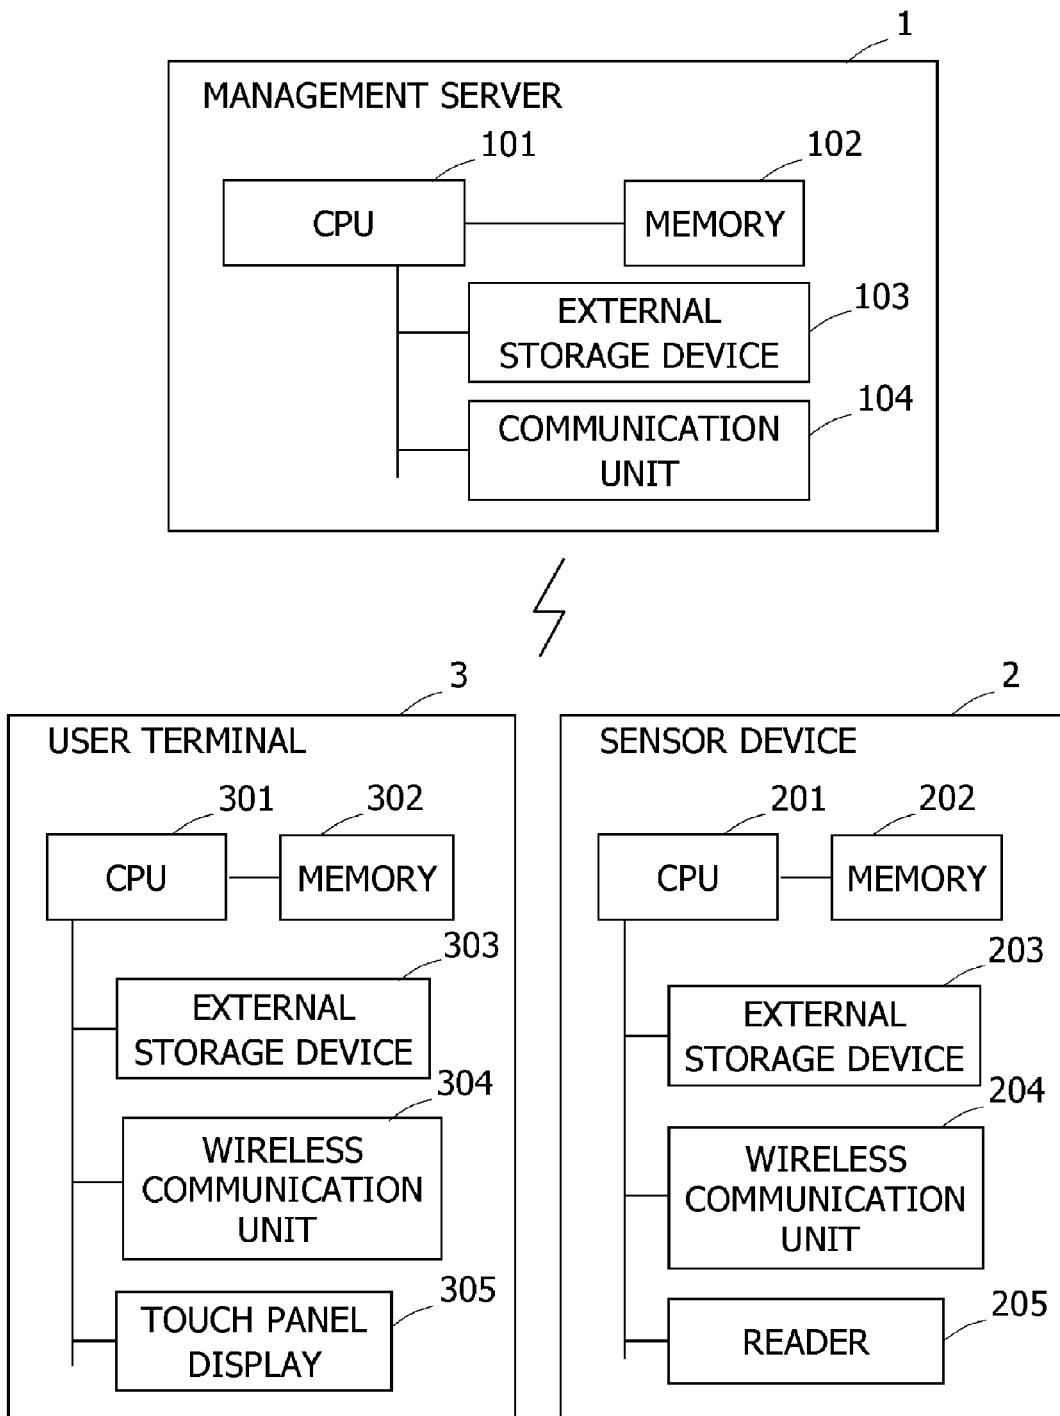 1
MANAGEMENT SERVER
101
102
CPU
MEMORY
103
EXTERNAL
STORAGE DEVICE
104
COMMUNICATION
UNIT
3
USER TERMINAL
301
302
CPU
MEMORY
303
EXTERNAL
STORAGE DEVICE
304
WIRELESS
COMMUNICATION
UNIT
305
TOUCH PANEL
DISPLAY
2
SENSOR DEVICE
201
202
CPU
MEMORY
203
EXTERNAL
STORAGE DEVICE
204
WIRELESS
COMMUNICATION
UNIT
205
READER